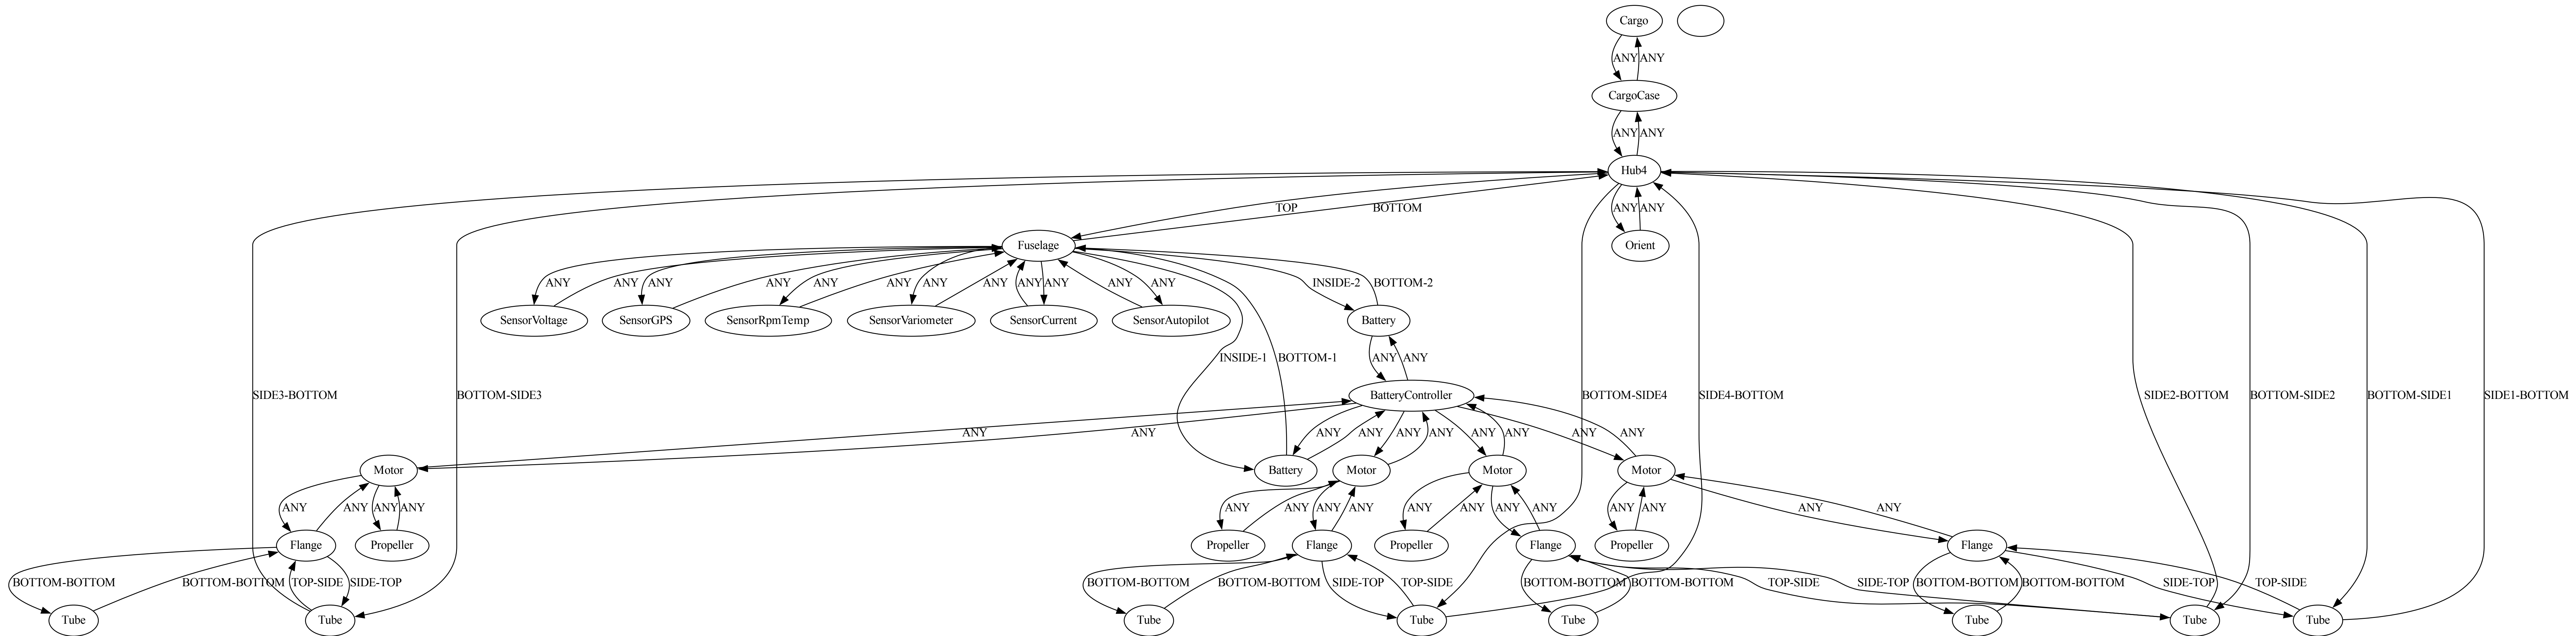 Cargo
ANY ANY
CargoCase
ANY ANY
Hub4
TOP BOTTOM ANY ANY
Fuselage Orient
ANY ANY ANY ANY ANY ANY ANY ANY ANY ANY ANY ANY INSIDE-2 BOTTOM-2
SensorVoltage SensorGPS SensorRpmTemp SensorVariometer SensorCurrent SensorAutopilot Battery
INSIDE-1 BOTTOM-1 ANY ANY
SIDE3-BOTTOM BOTTOM-SIDE3 BatteryController BOTTOM-SIDE4 SIDE4-BOTTOM SIDE2-BOTTOM BOTTOM-SIDE2 BOTTOM-SIDE1 SIDE1-BOTTOM
ANY ANY ANY ANY ANY ANY ANY ANY ANY ANY
Motor Battery Motor Motor Motor
ANY ANY ANY ANY ANY ANY ANY ANY ANY ANY ANY ANY ANY ANY ANY ANY
Flange Propeller Propeller Flange Propeller Flange Propeller Flange
BOTTOM-BOTTOM BOTTOM-BOTTOM TOP-SIDE SIDE-TOP BOTTOM-BOTTOM BOTTOM-BOTTOM SIDE-TOP TOP-SIDE BOTTOM-BOTTOM BOTTOM-BOTTOM TOP-SIDE SIDE-TOP BOTTOM-BOTTOM BOTTOM-BOTTOM SIDE-TOP TOP-SIDE
Tube Tube Tube Tube Tube Tube Tube Tube